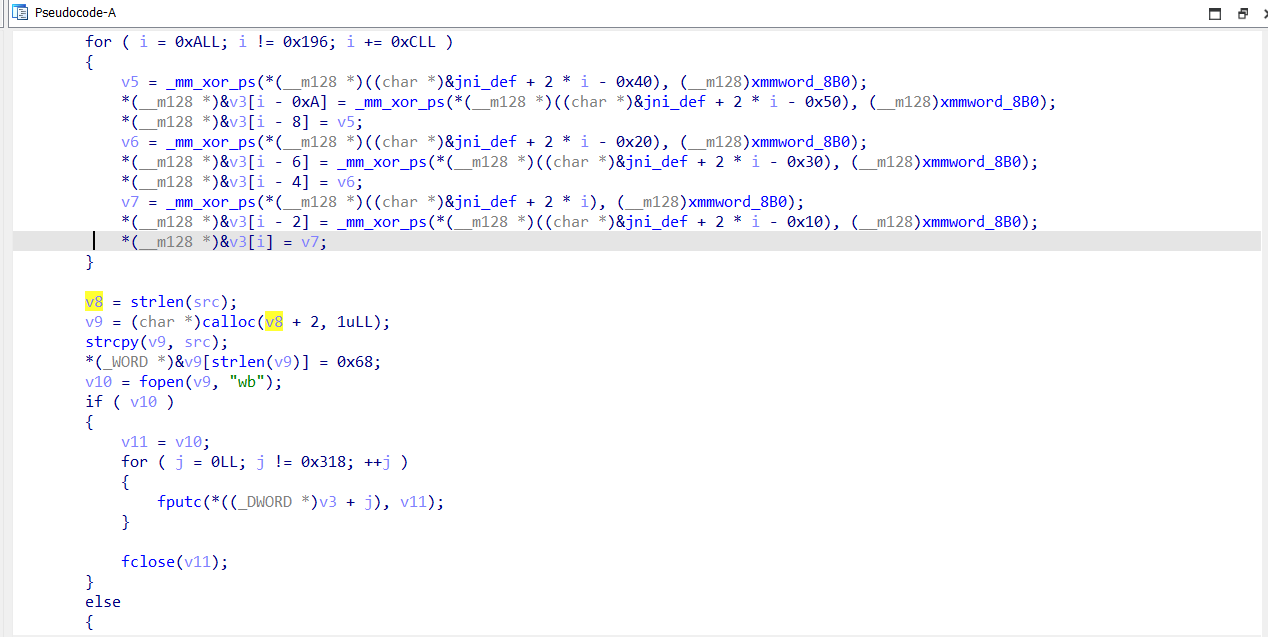 Pseudocode-A
for ( i = 0xALL; i != 0x196; i += 0xCLL )
{
v5 = _mm_xor_ps(*(__m128 *)((char *)&jni_def + 2 * i - 0x40), (__m128)xmmword_8B0);
*(__m128 *)&v3[i - 0xA] = _mm_xor_ps(*(__m128 *)((char *)&jni_def + 2 * i - 0x50), (__m128)xmmword_8B0);
*(__m128 *)&v3[i - 8] = v5;
v6 = _mm_xor_ps(*(__m128 *)((char *)&jni_def + 2 * i - 0x20), (__m128)xmmword_8B0);
*(__m128 *)&v3[i - 6] = _mm_xor_ps(*(__m128 *)((char *)&jni_def + 2 * i - 0x30), (__m128)xmmword_8B0);
*(__m128 *)&v3[i - 4] = v6;
v7 = _mm_xor_ps(*(__m128 *)((char *)&jni_def + 2 * i), (__m128)xmmword_8B0);
*(__m128 *)&v3[i - 2] = _mm_xor_ps(*(__m128 *)((char *)&jni_def + 2 * i - 0x10), (__m128)xmmword_8B0);
*(__m128 *)&v3[i] = v7;
}
v8 = strlen(src);
v9 = (char *)calloc(v8 + 2, 1uLL);
strcpy(v9, src);
*(_WORD *)&v9[strlen(v9)] = 0x68;
v10 = fopen(v9, "wb");
if ( v10 )
{
v11 = v10;
for ( j = 0LL; j != 0x318; ++j )
{
fputc(*((_DWORD *)v3 + j), v11);
}
fclose(v11);
}
else
{